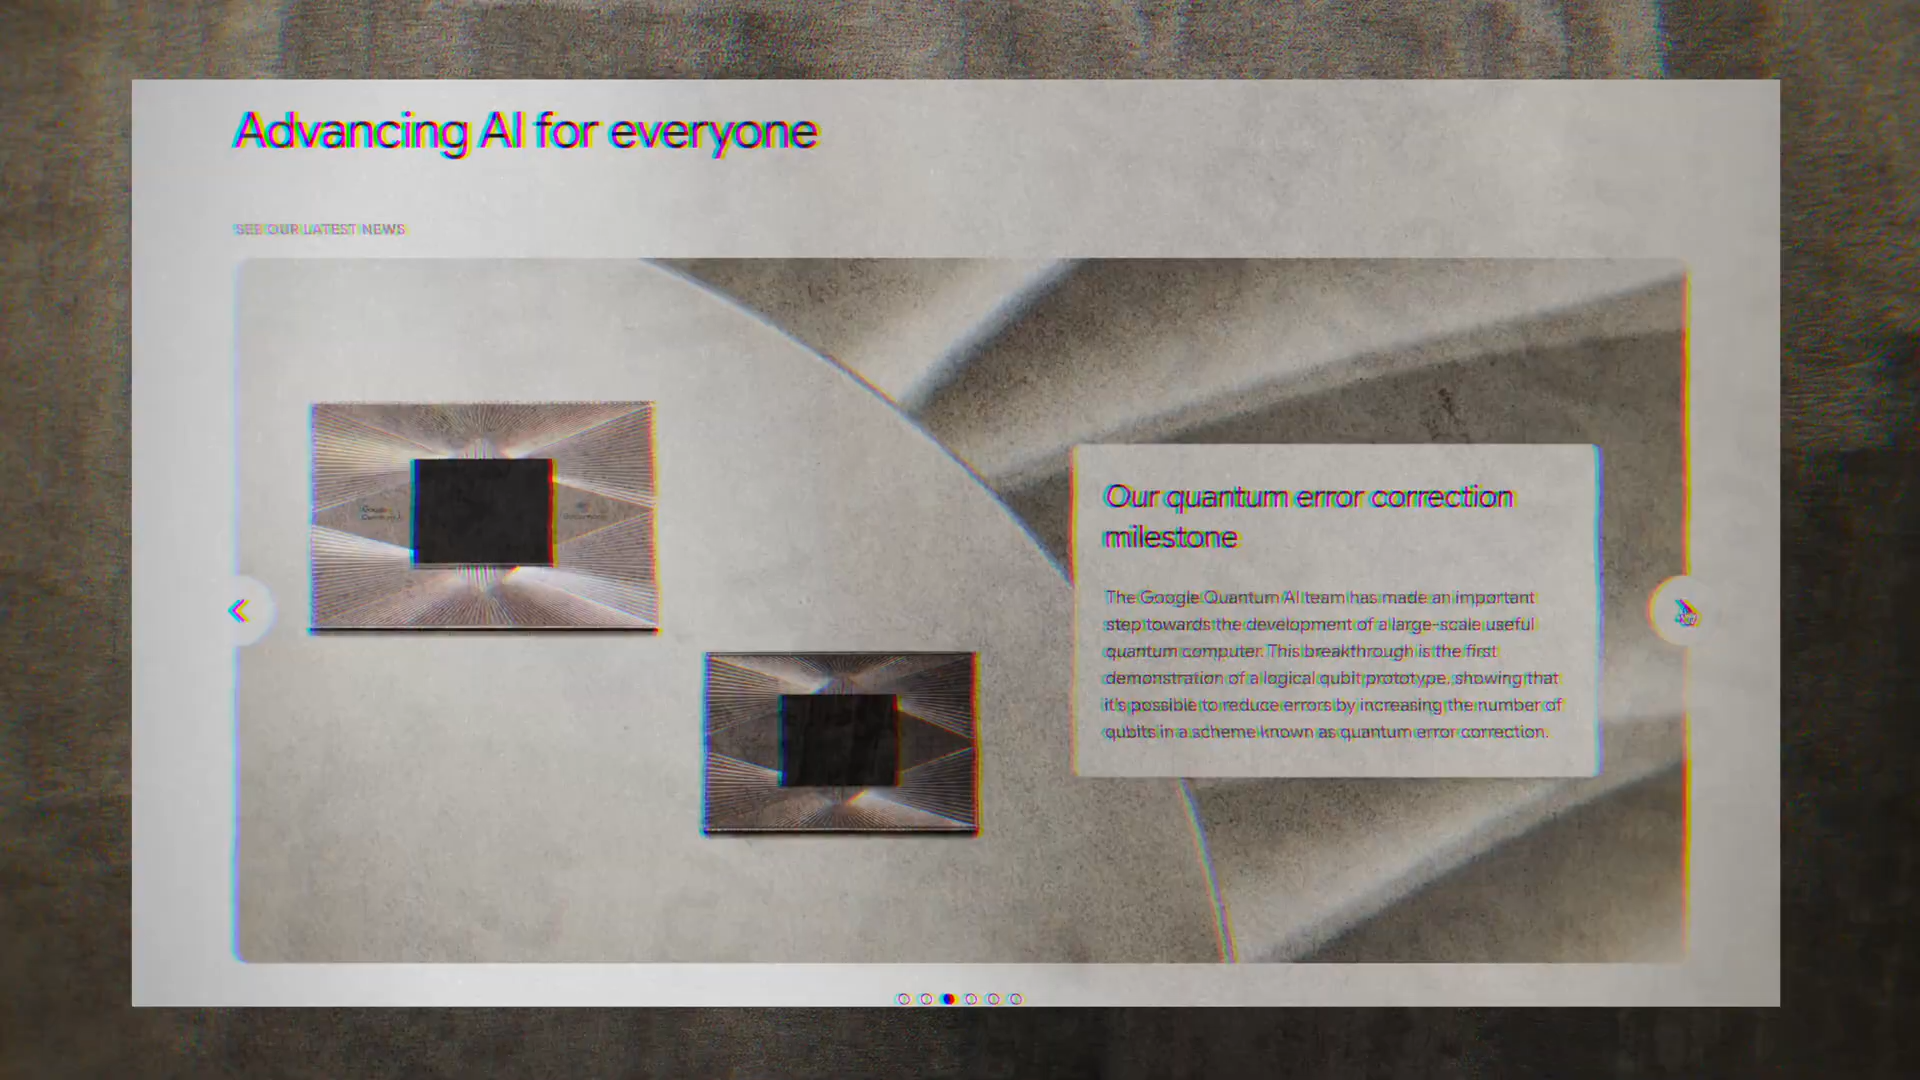 Advancing AI for everyone
SEE OUR LATEST NEWS
Our quantum error correction
milestone
The Google Quantum AI team has made an important
step towards the development of a large-scale useful
quantum computer. This breakthrough is the first
demonstration of a logical qubit prototype, showing that
it's possible to reduce errors by increasing the number of
qubits in a scheme known as quantum error correction.